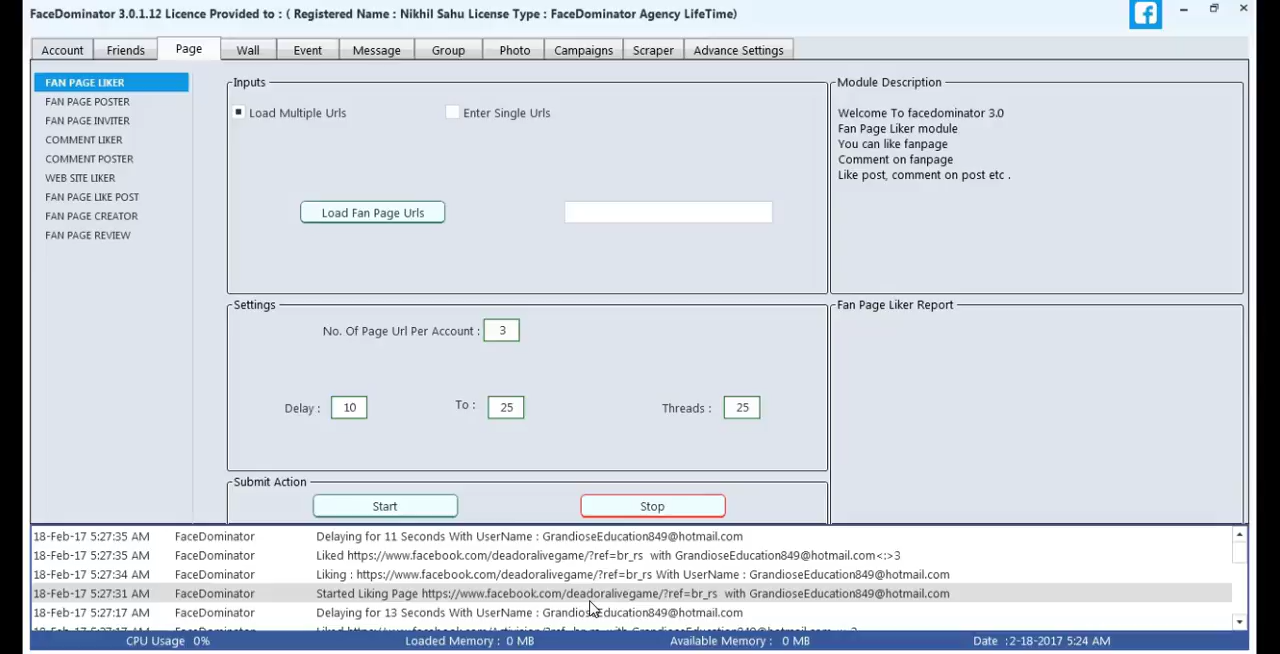 FaceDominator 3.0.1.12 Licence Provided to : ( Registered Name : Nikhil Sahu License Type : FaceDominator Agency LifeTime)
Account Friends Page Wall Event Message Group Photo Campaigns Scraper Advance Settings
FAN PAGE LIKER
FAN PAGE POSTER
FAN PAGE INVITER
COMMENT LIKER
COMMENT POSTER
WEB SITE LIKER
FAN PAGE LIKE POST
FAN PAGE CREATOR
FAN PAGE REVIEW
Inputs
Load Multiple Urls
Enter Single Urls
Load Fan Page Urls
Module Description
Welcome To facedominator 3.0
Fan Page Liker module
You can like fanpage
Comment on fanpage
Like post, comment on post etc .
Settings
No. Of Page Url Per Account : 3
Delay : 10 To : 25 Threads : 25
Fan Page Liker Report
Submit Action
Start Stop
18-Feb-17 5:27:35 AM FaceDominator Delaying for 11 Seconds With UserName : GrandioseEducation849@hotmail.com
18-Feb-17 5:27:35 AM FaceDominator Liked https://www.facebook.com/deadoralivegame/?ref=br_rs with GrandioseEducation849@hotmail.com<:>3
18-Feb-17 5:27:34 AM FaceDominator Liking : https://www.facebook.com/deadoralivegame/?ref=br_rs With UserName : GrandioseEducation849@hotmail.com
18-Feb-17 5:27:31 AM FaceDominator Started Liking Page https://www.facebook.com/deadoralivegame/?ref=br_rs with GrandioseEducation849@hotmail.com
18-Feb-17 5:27:17 AM FaceDominator Delaying for 13 Seconds With UserName : GrandioseEducation849@hotmail.com
CPU Usage 0% Loaded Memory : 0 MB Available Memory : 0 MB Date :2-18-2017 5:24 AM